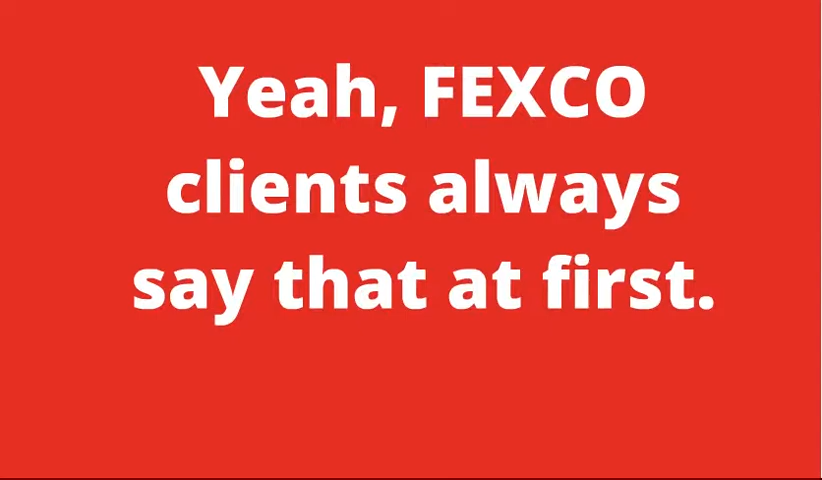 Yeah, FEXCO
clients always
say that at first.